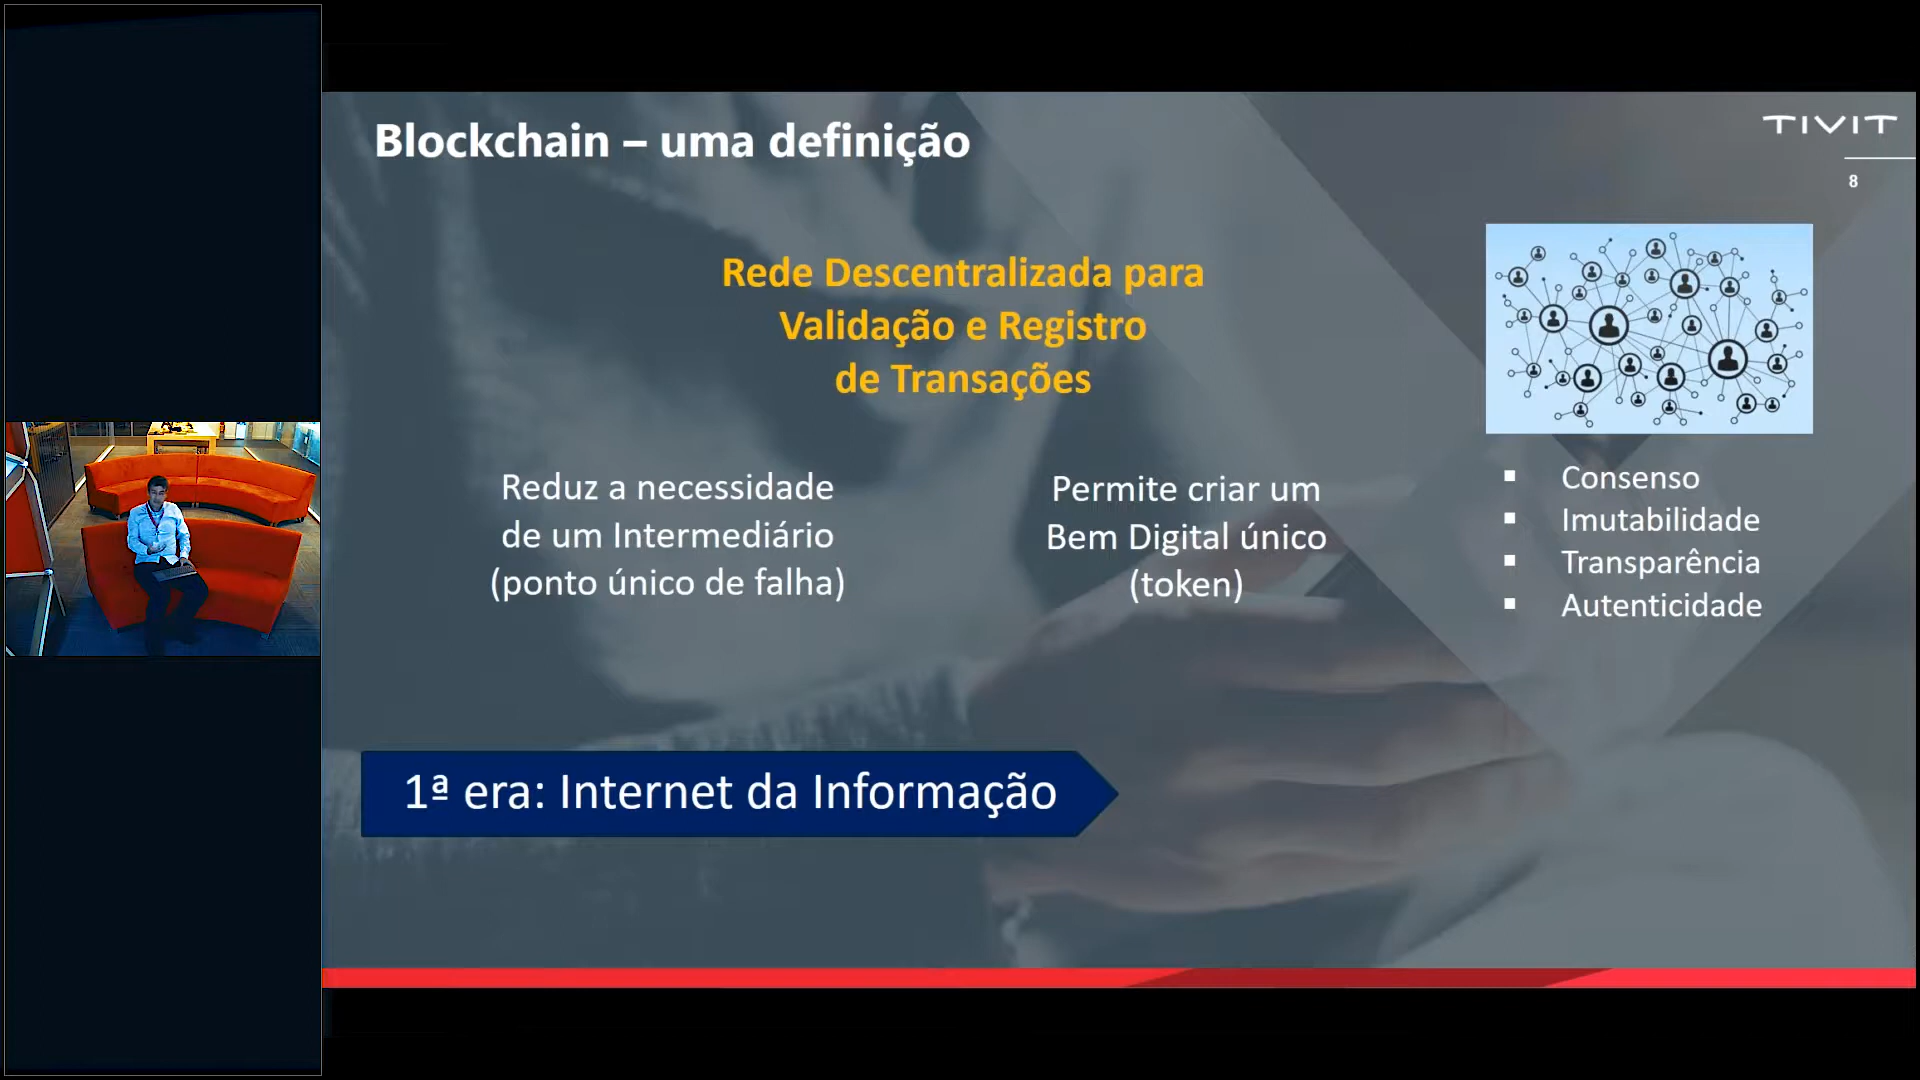 Blockchain – uma definição
TIVIT
8
Rede Descentralizada para
Validação e Registro
de Transações
Reduz a necessidade
de um Intermediário
(ponto único de falha)
Permite criar um
Bem Digital único
(token)
▪ Consenso
▪ Imutabilidade
▪ Transparência
▪ Autenticidade
1ª era: Internet da Informação